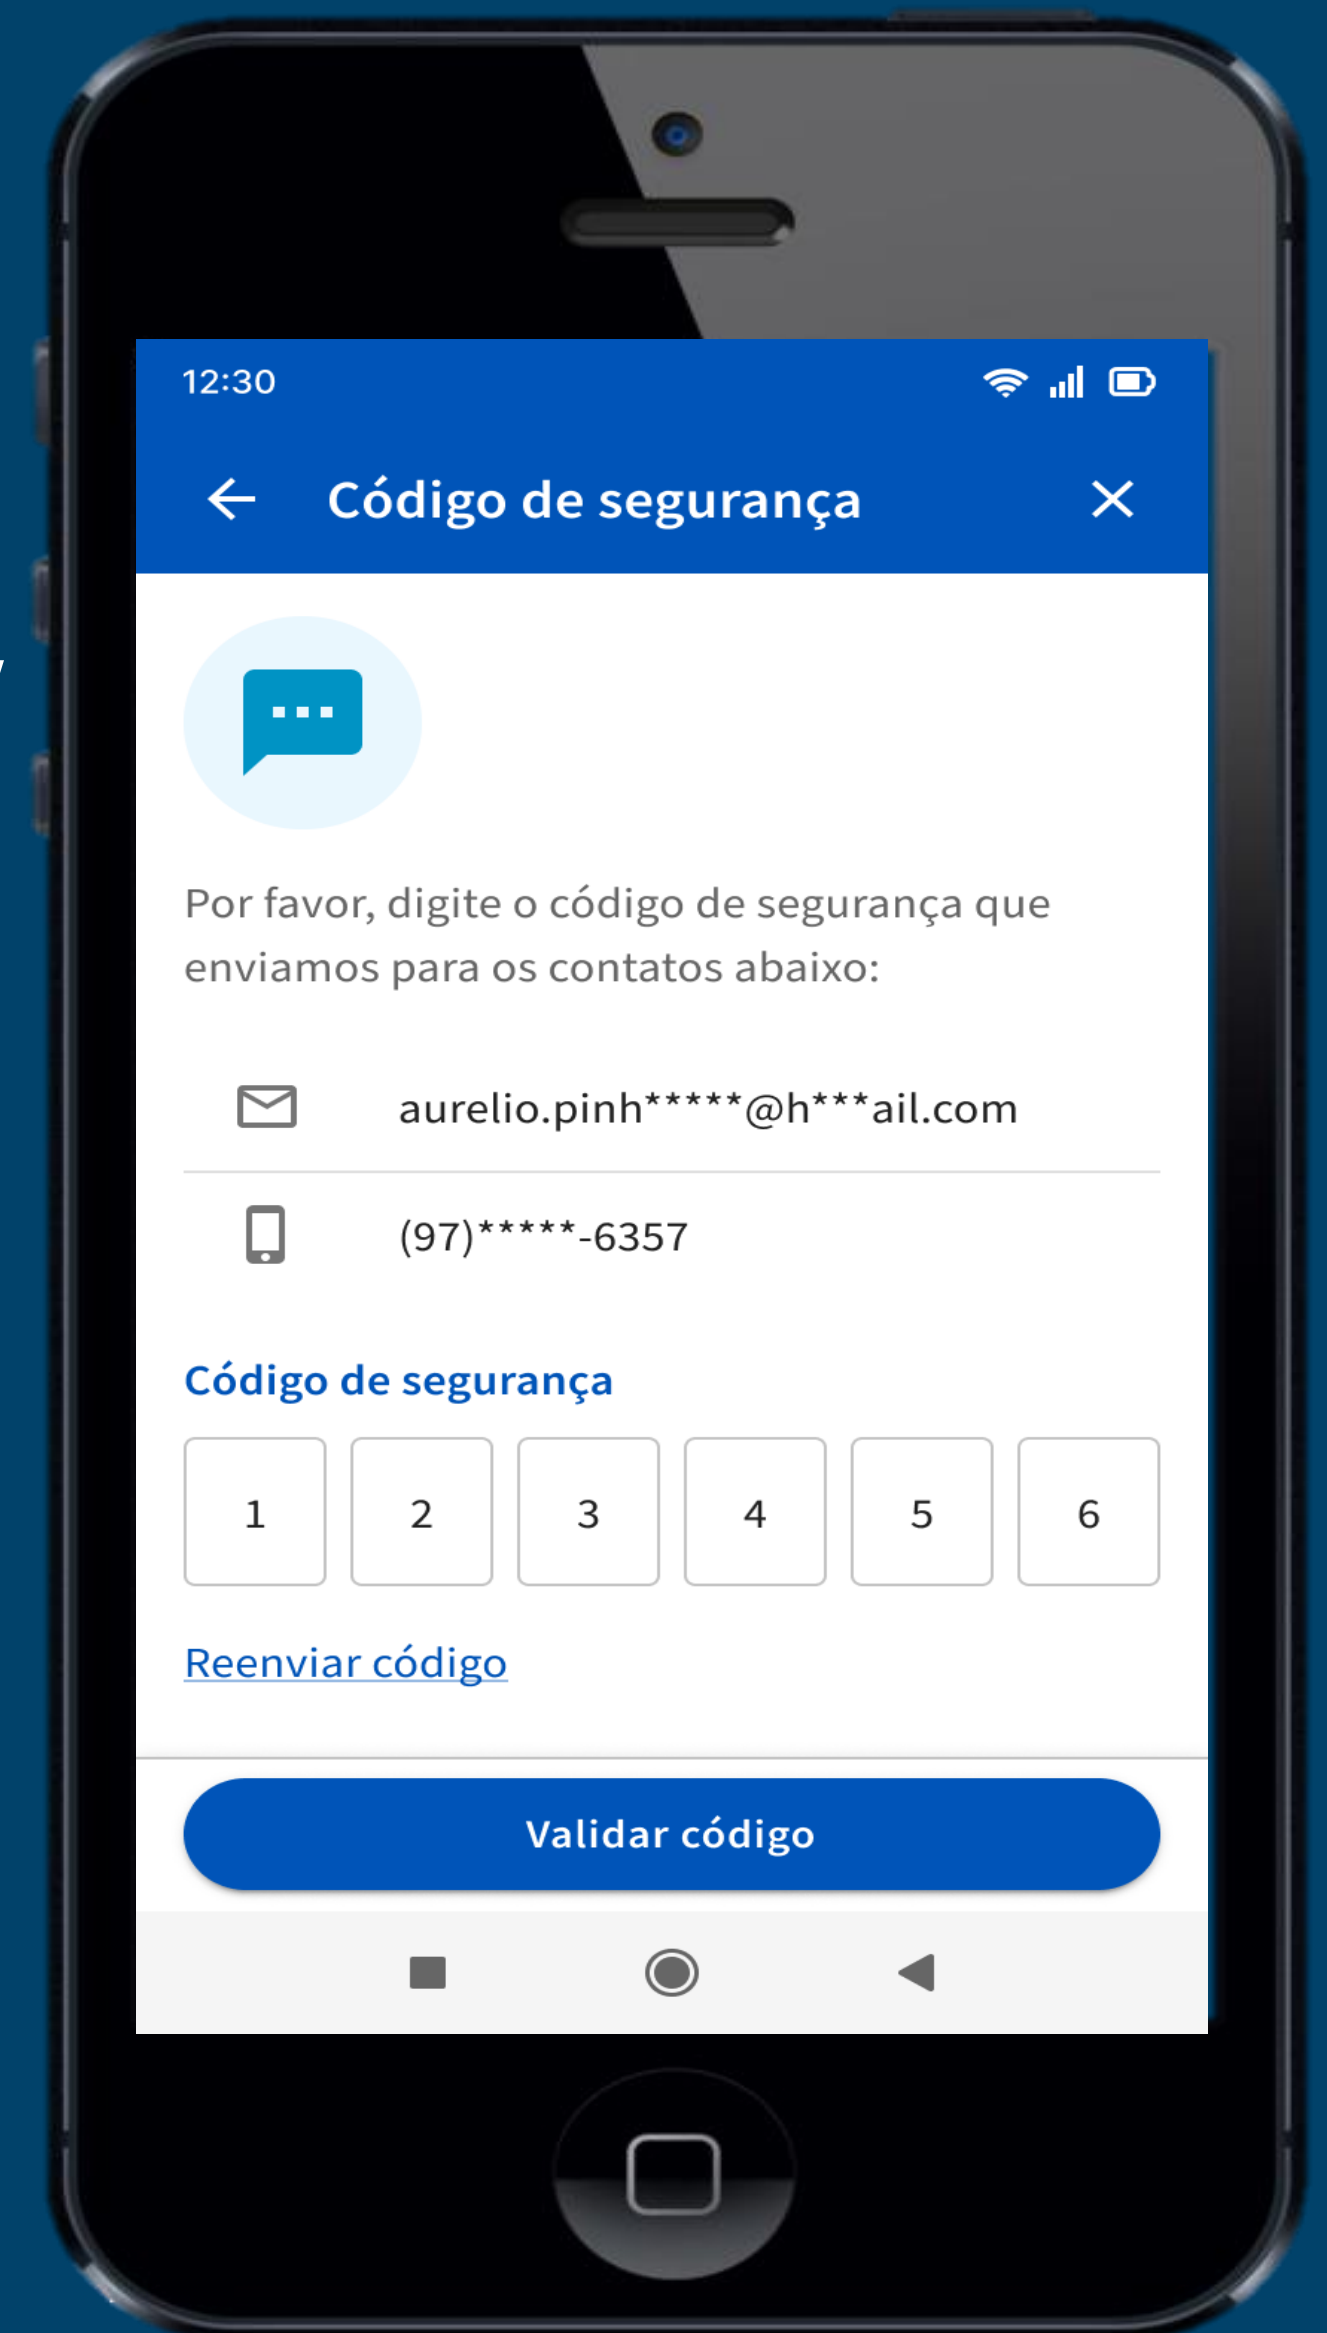 12:30
Código de segurança
Por favor, digite o código de segurança que
enviamos para os contatos abaixo:
aurelio.pinh*****@h***ail.com
(97)*****-6357
Código de segurança
1 2 3 4 5 6
Reenviar código
Validar código